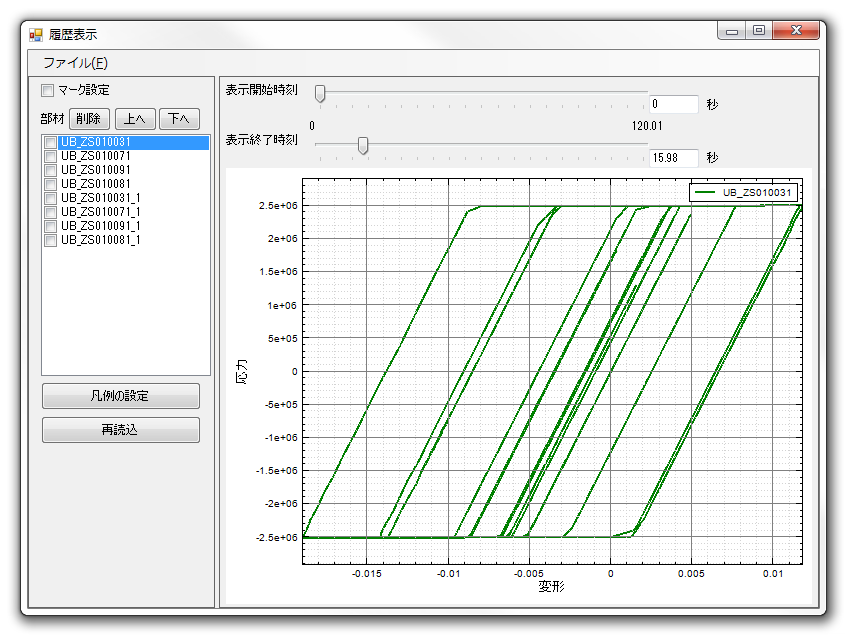 履歴表示
ファイル(F)
マーク設定
部材 削除 上へ 下へ
UB_ZS010031
UB_ZS010071
UB_ZS010091
UB_ZS010081
UB_ZS010031_1
UB_ZS010071_1
UB_ZS010091_1
UB_ZS010081_1
凡例の設定
再読込
表示開始時刻
0 秒
0 120.01
表示終了時刻
15.98 秒
UB_ZS010031
2.5e+06
2e+06
1.5e+06
1e+06
5e+05
0
-5e+05
-1e+06
-1.5e+06
-2e+06
-2.5e+06
応力
-0.015 -0.01 -0.005 0 0.005 0.01
変形